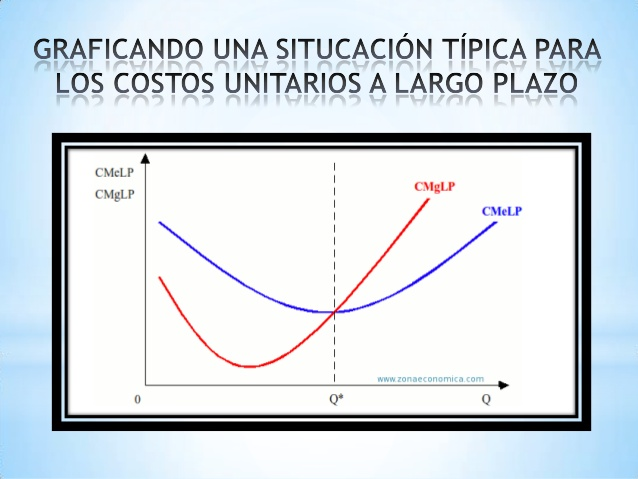 GRAFICANDO UNA SITUCACIÓN TÍPICA PARA
LOS COSTOS UNITARIOS A LARGO PLAZO
CMeLP
CMgLP
CMgLP
CMeLP
www.zonaeconomica.com
0
Q*
Q